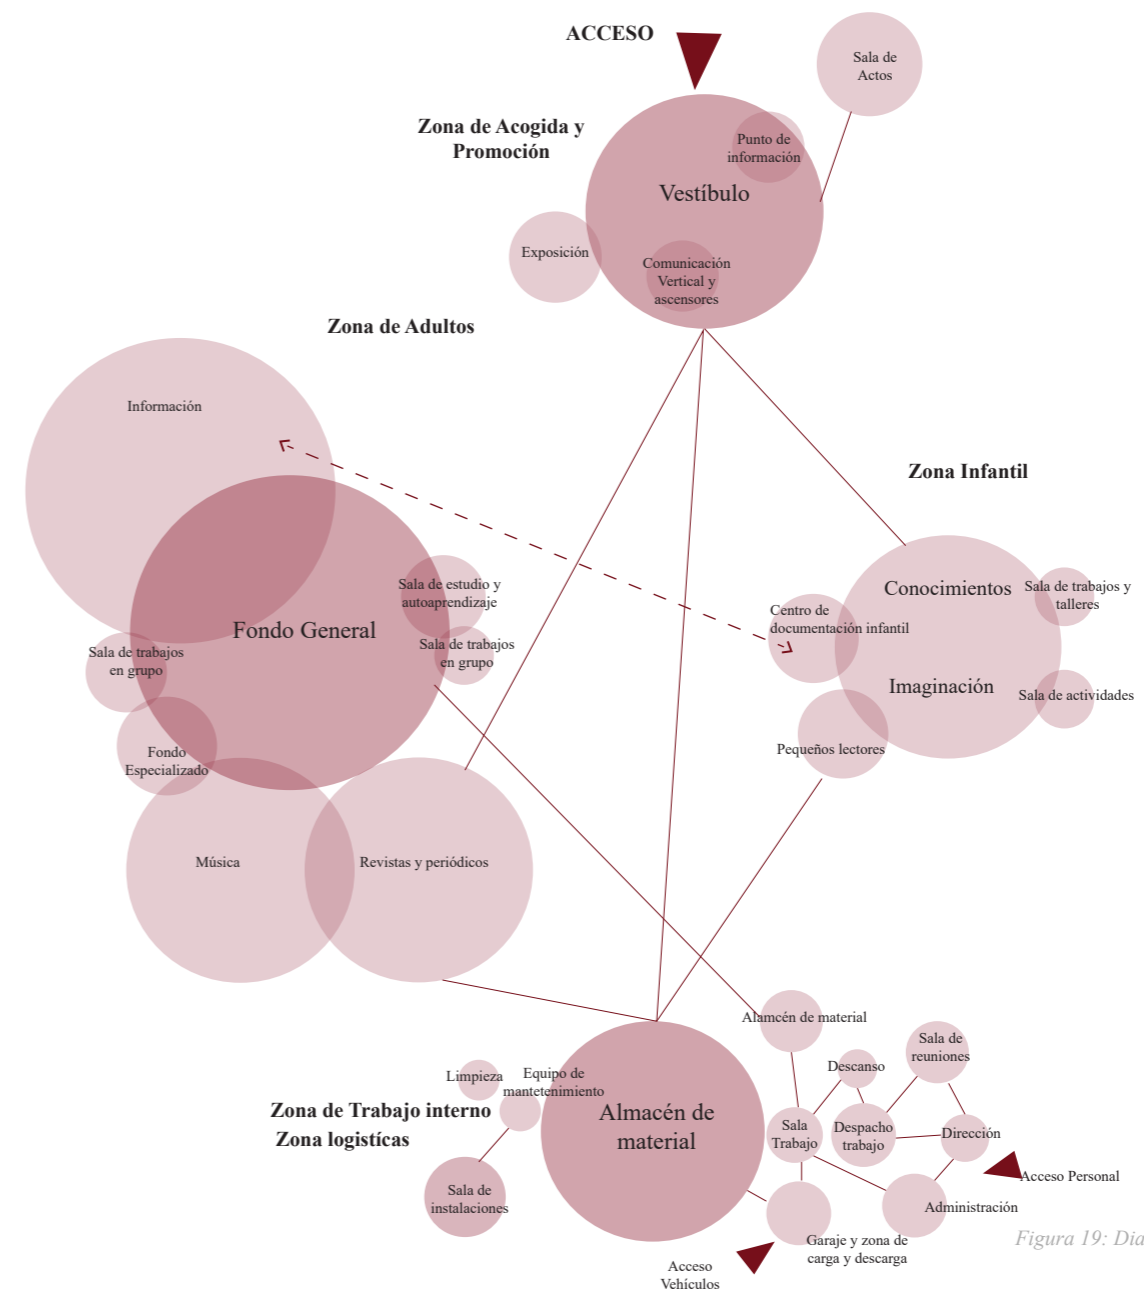 ACCESO
Sala de
Actos
Zona de Acogida y
Promoción
Punto de
información
Vestíbulo
Exposición
Comunicación
Vertical y
ascensores
Zona de Adultos
Información
Zona Infantil
Sala de estudio y
autoaprendizaje
Fondo General
Sala de trabajos
en grupo
Sala de trabajos
en grupo
Fondo
Especializado
Música
Revistas y periódicos
Conocimientos
Sala de trabajos y
talleres
Centro de
documentación infantil
Imaginación
Sala de actividades
Pequeños lectores
Alamcén de material
Sala de
reuniones
Descanso
Limpieza
Equipo de
mantetenimiento
Zona de Trabajo interno
Zona logistícas
Almacén de
material
Sala
Trabajo
Despacho
trabajo
Dirección
Acceso Personal
Sala de
instalaciones
Administración
Garaje y zona de
carga y descarga
Acceso
Vehículos
Figura 19: Dia